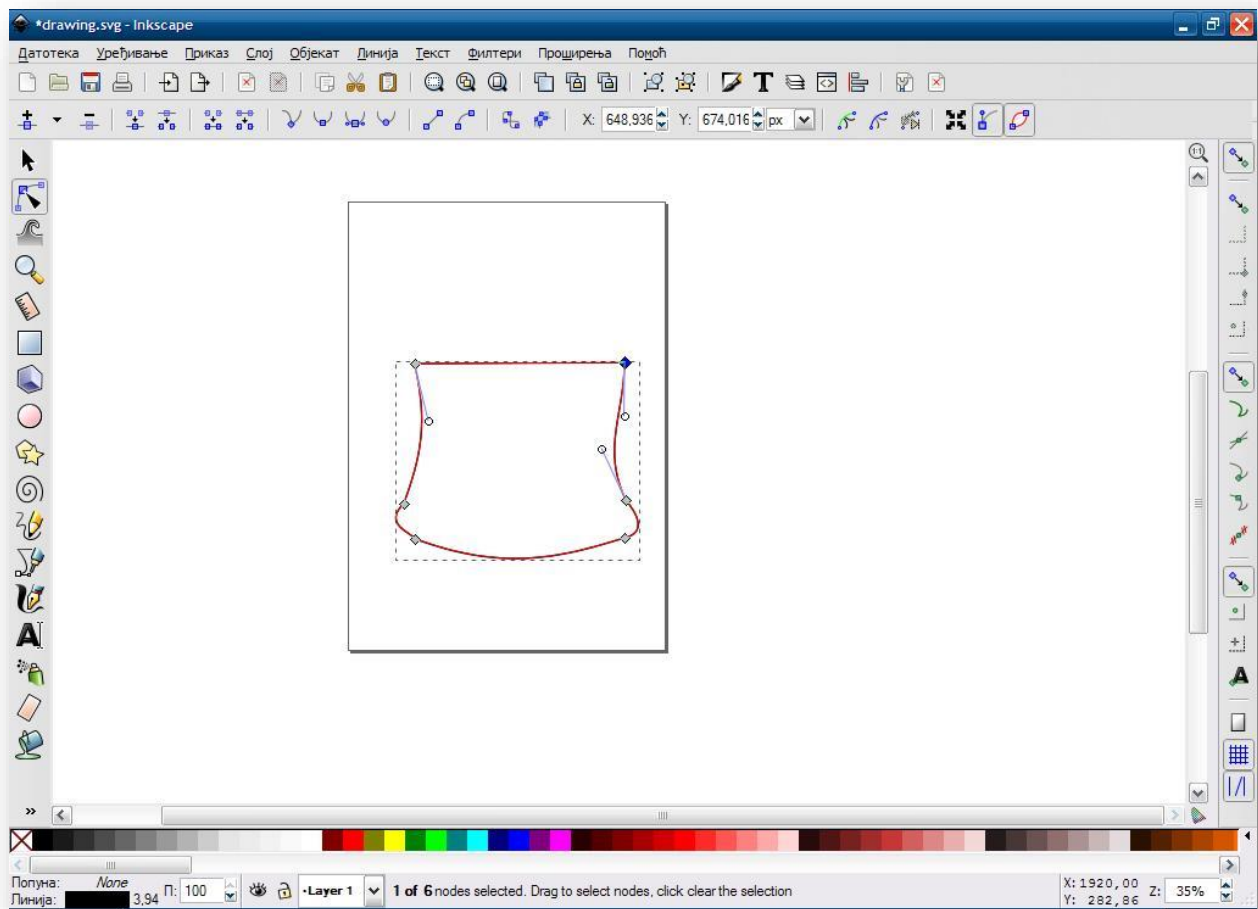 *drawing.svg - Inkscape
Датотека Уређивање Приказ Слој Објекат Линија Текст Филтери Проширења Помоћ
X: 648,936 Y: 674,016 px
1:1
Попуна: None П: 100 •Layer 1 1 of 6 nodes selected. Drag to select nodes, click clear the selection X: 1920,00 Z: 35%
Линија: 3,94 Y: 282,86